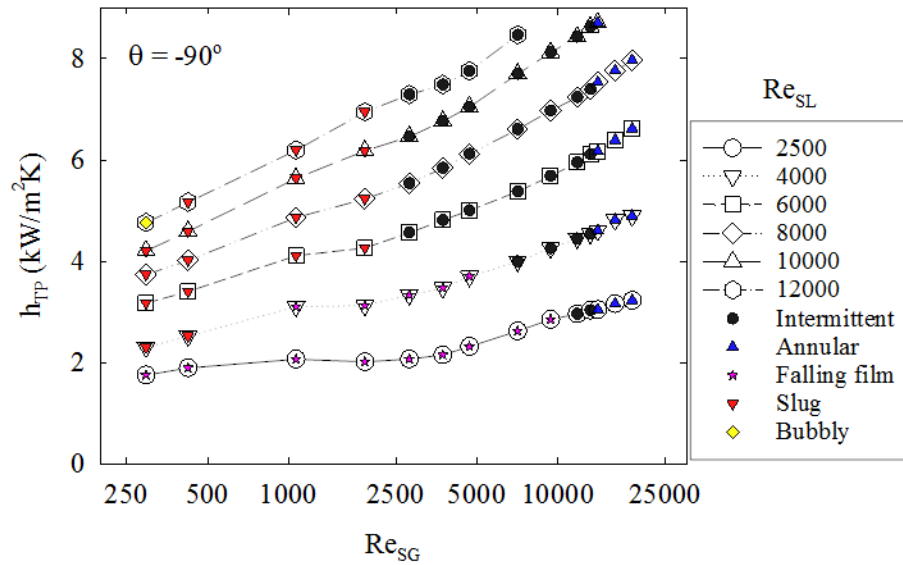 θ = -90°
8
6
4
2
0
h_TP (kW/m²K)
250 500 1000 2500 5000 10000 25000
Re_SG
Re_SL
2500
4000
6000
8000
10000
12000
Intermittent
Annular
Falling film
Slug
Bubbly